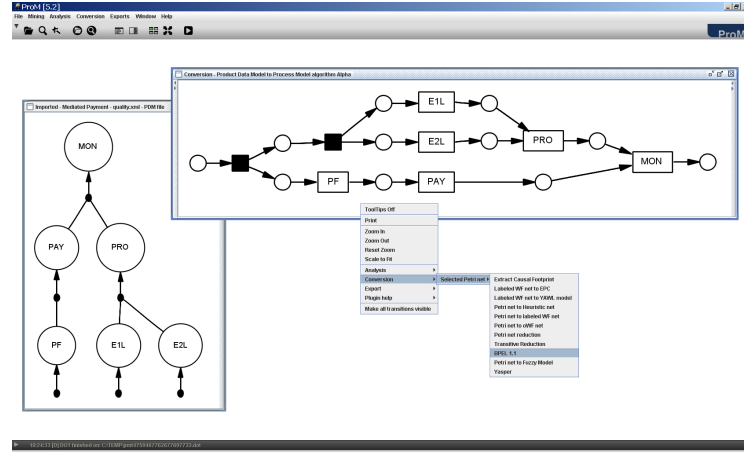 ProM [5.2]
File Mining Analysis Conversion Exports Window Help
ProM
Conversion - Product Data Model to Process Model algorithm Alpha
E1L
E2L
PRO
MON
PF
PAY
Imported - Mediated Payment - quality.xml - PDM file
MON
PAY
PRO
PF
E1L
E2L
ToolTips Off
Print
Zoom In
Zoom Out
Reset Zoom
Scale to Fit
Analysis
Conversion
Export
Plugin help
Make all transitions visible
Selected Petri net
Extract Causal Footprint
Labeled WF net to EPC
Labeled WF net to YAWL model
Petri net to Heuristic net
Petri net to labeled WF net
Petri net to oWF net
Petri net reduction
Transitive Reduction
BPEL 1.1
Petri net to Fuzzy Model
Yasper
DOT finished on: